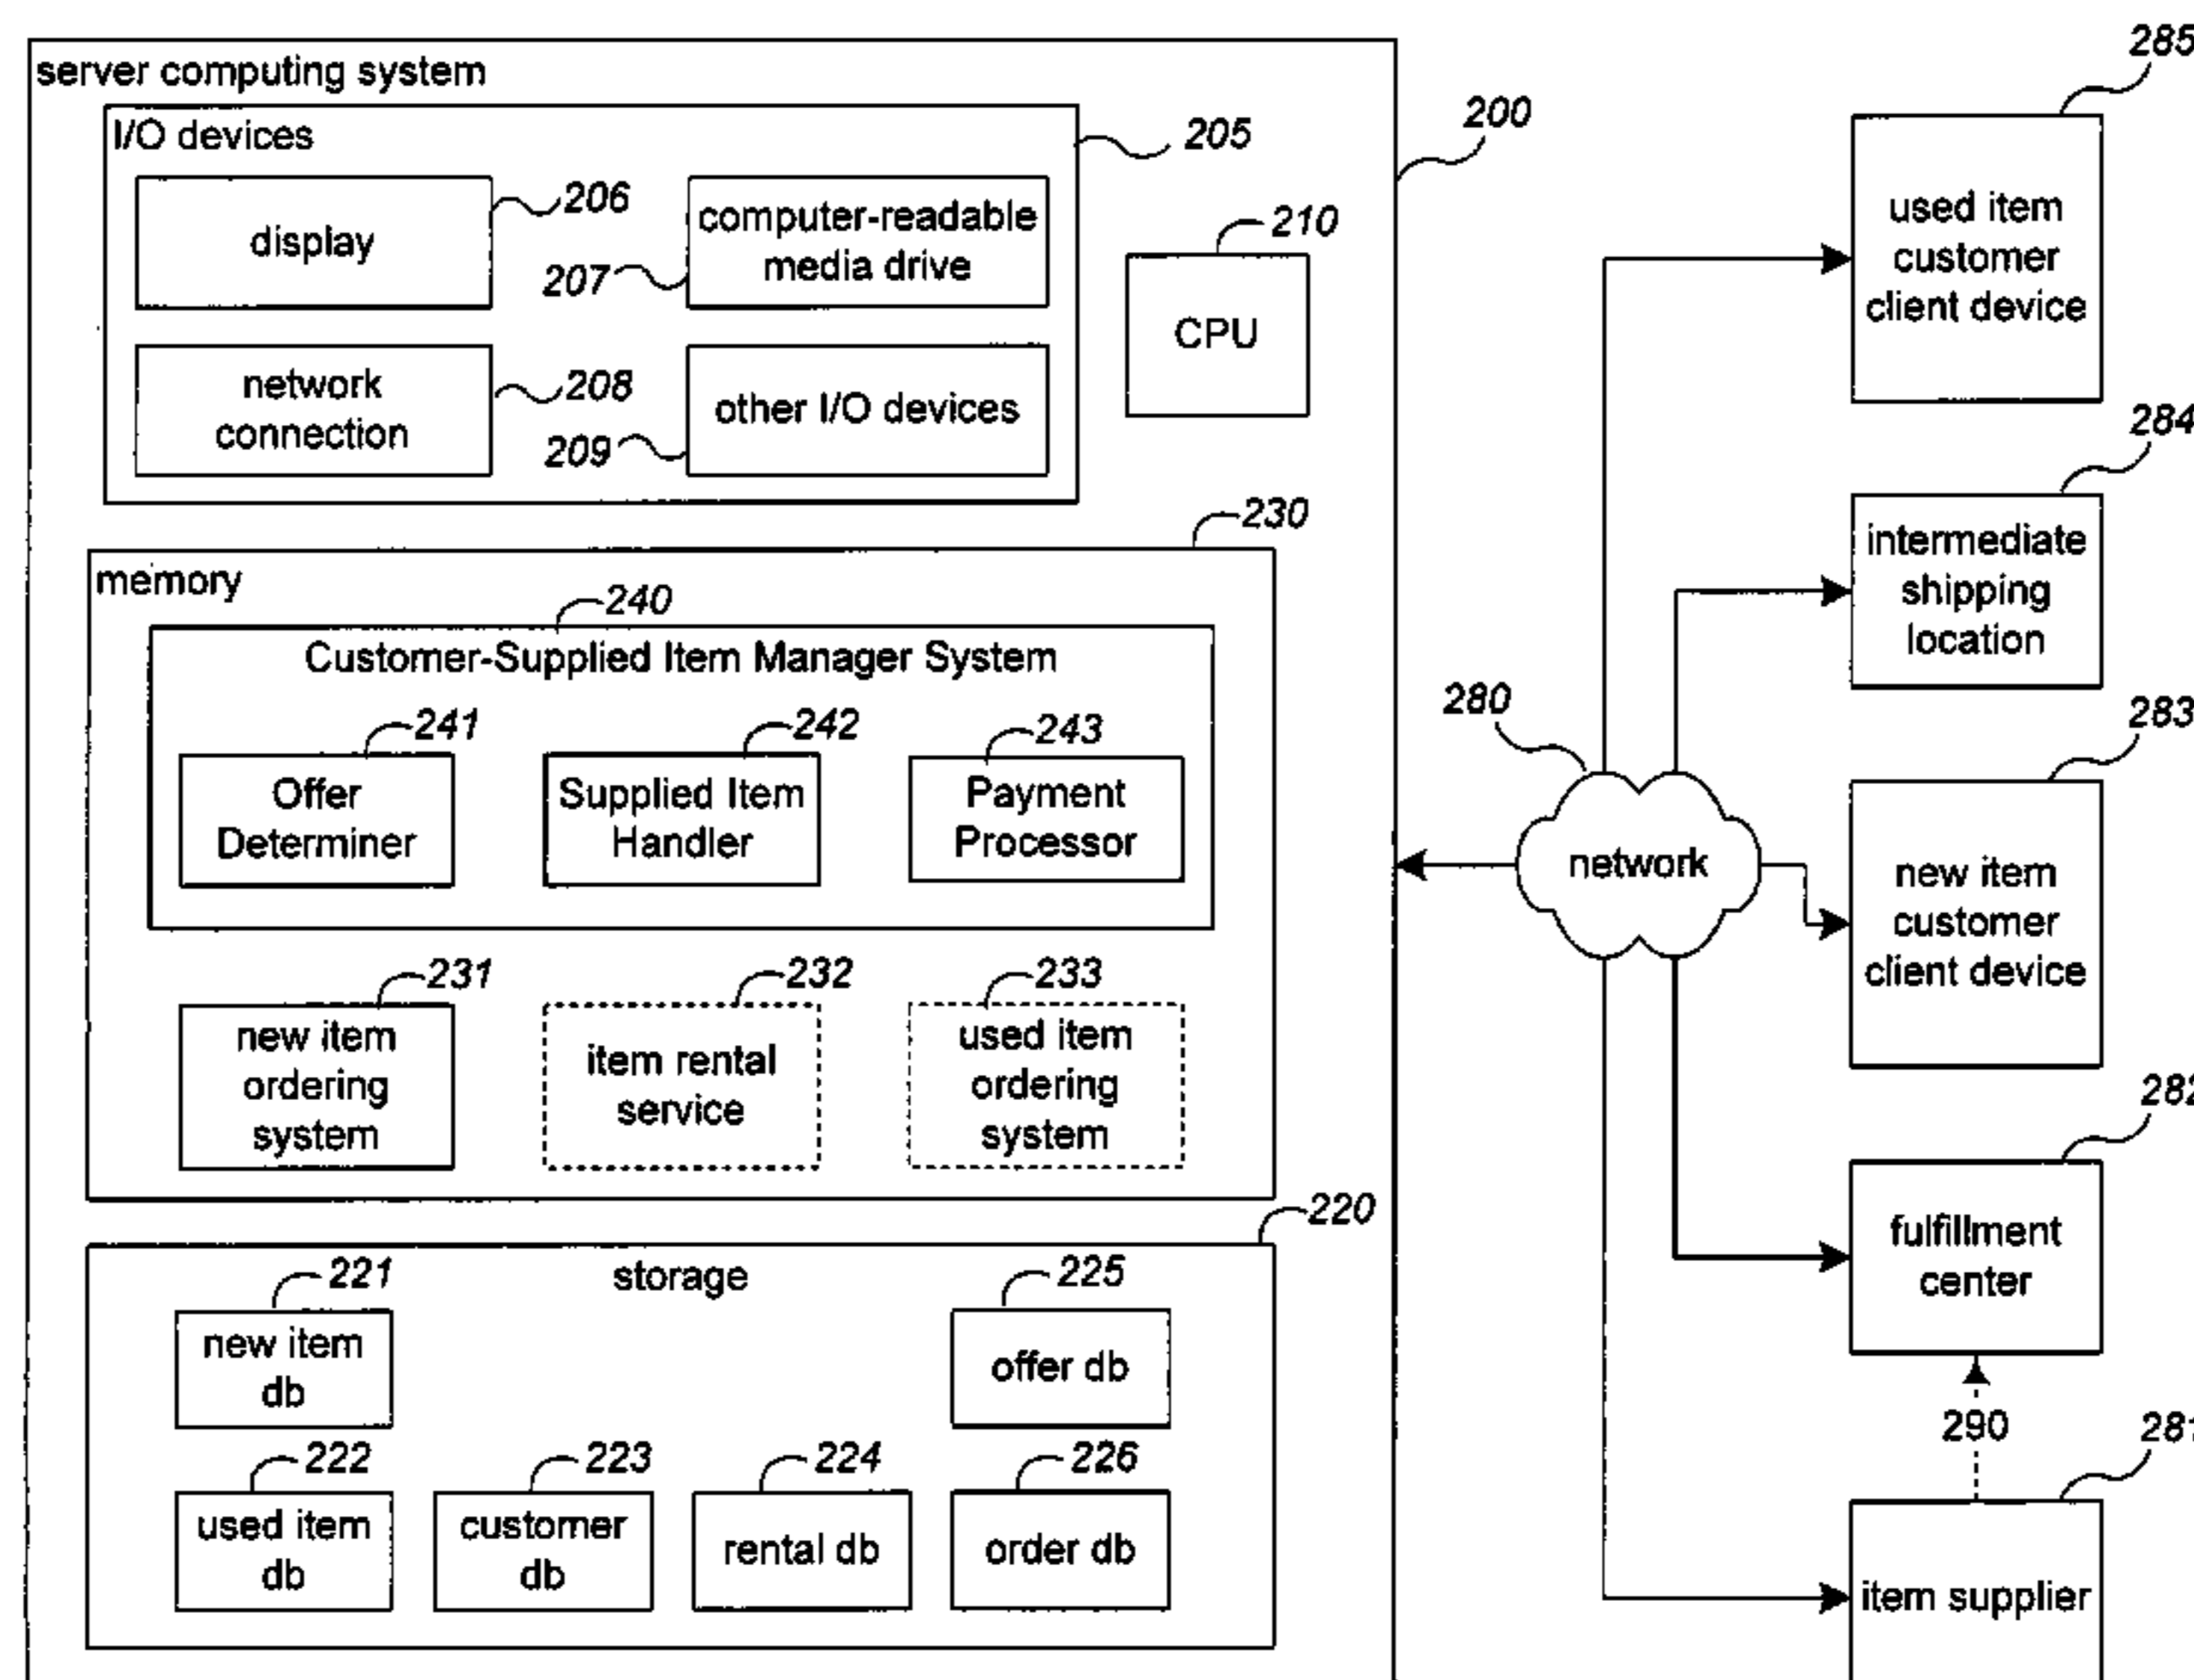 server computing system
I/O devices
205
200
285
display
206
computer-readable
media drive
207
210
CPU
used item
customer
client device
network
connection
208
other I/O devices
209
284
intermediate
shipping
location
230
memory
240
Customer-Supplied Item Manager System
241
Offer
Determiner
242
Supplied Item
Handler
243
Payment
Processor
280
network
283
new item
customer
client device
231
new item
ordering
system
232
item rental
service
233
used item
ordering
system
282
fulfillment
center
220
storage
221
new item
db
225
offer db
222
used item
db
223
customer
db
224
rental db
226
order db
290
281
item supplier